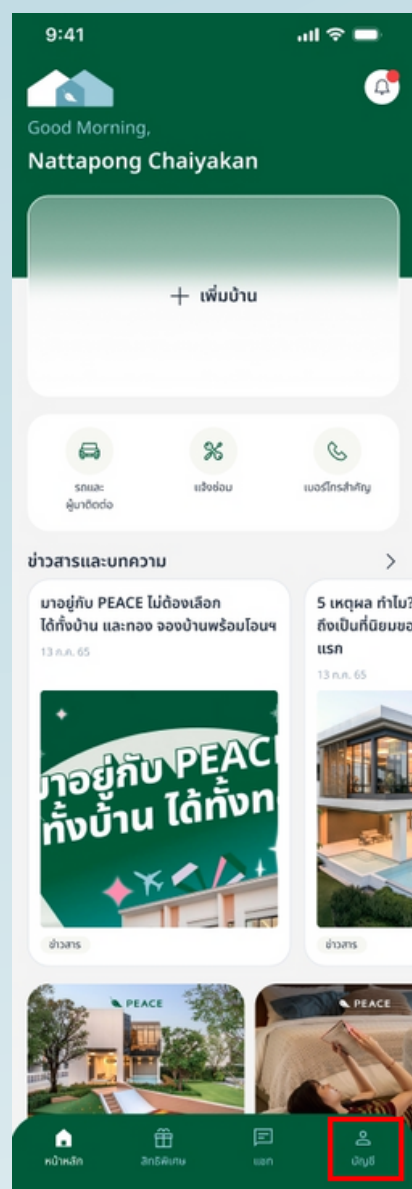 9:41
Good Morning,
Nattapong Chaiyakan
+ เพิ่มบ้าน
รถและ
ผู้มาติดต่อ
แจ้งซ่อม
เบอร์โทรสำคัญ
ข่าวสารและบทความ
มาอยู่กับ PEACE ไม่ต้องเลือก
ได้ทั้งบ้าน และทอง จองบ้านพร้อมโอนฯ
13 ก.ค. 65
มาอยู่กับ PEAC
ทั้งบ้าน ได้ทั้งท
ข่าวสาร
5 เหตุผล ทำไม?
ถึงเป็นที่นิยมขอ
แรก
13 ก.ค. 65
ข่าวสาร
PEACE
PEACE
หน้าหลัก
สิทธิพิเศษ
แชท
บัญชี